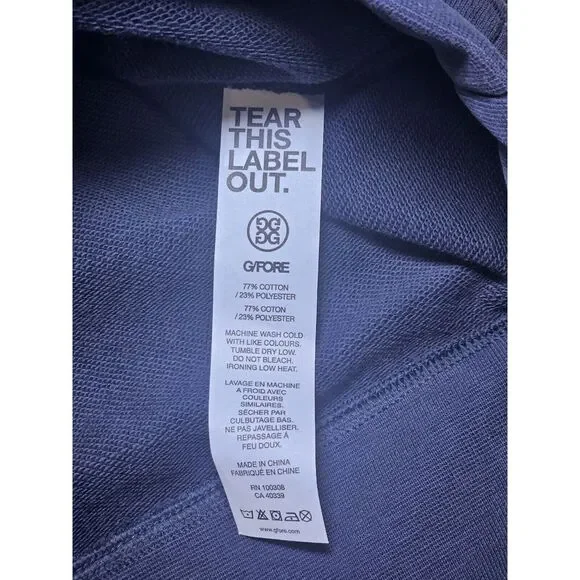 TEAR
THIS
LABEL
OUT.
GG
GG
G/FORE
77% COTTON
/ 23% POLYESTER
77% COTTON
/ 23% POLYESTER
MACHINE WASH COLD
WITH LIKE COLOURS.
TUMBLE DRY LOW.
DO NOT BLEACH.
IRONING LOW HEAT.
LAVAGE EN MACHINE
A FROID AVEC
COULEURS
SIMILAIRES.
SÉCHER PAR
CULBUTAGE BAS.
NE PAS JAVELLISER.
REPASSAGE À
FEU DOUX.
MADE IN CHINA
FABRIQUÉ EN CHINE
RN 100308
CA 40339
www.gfore.com